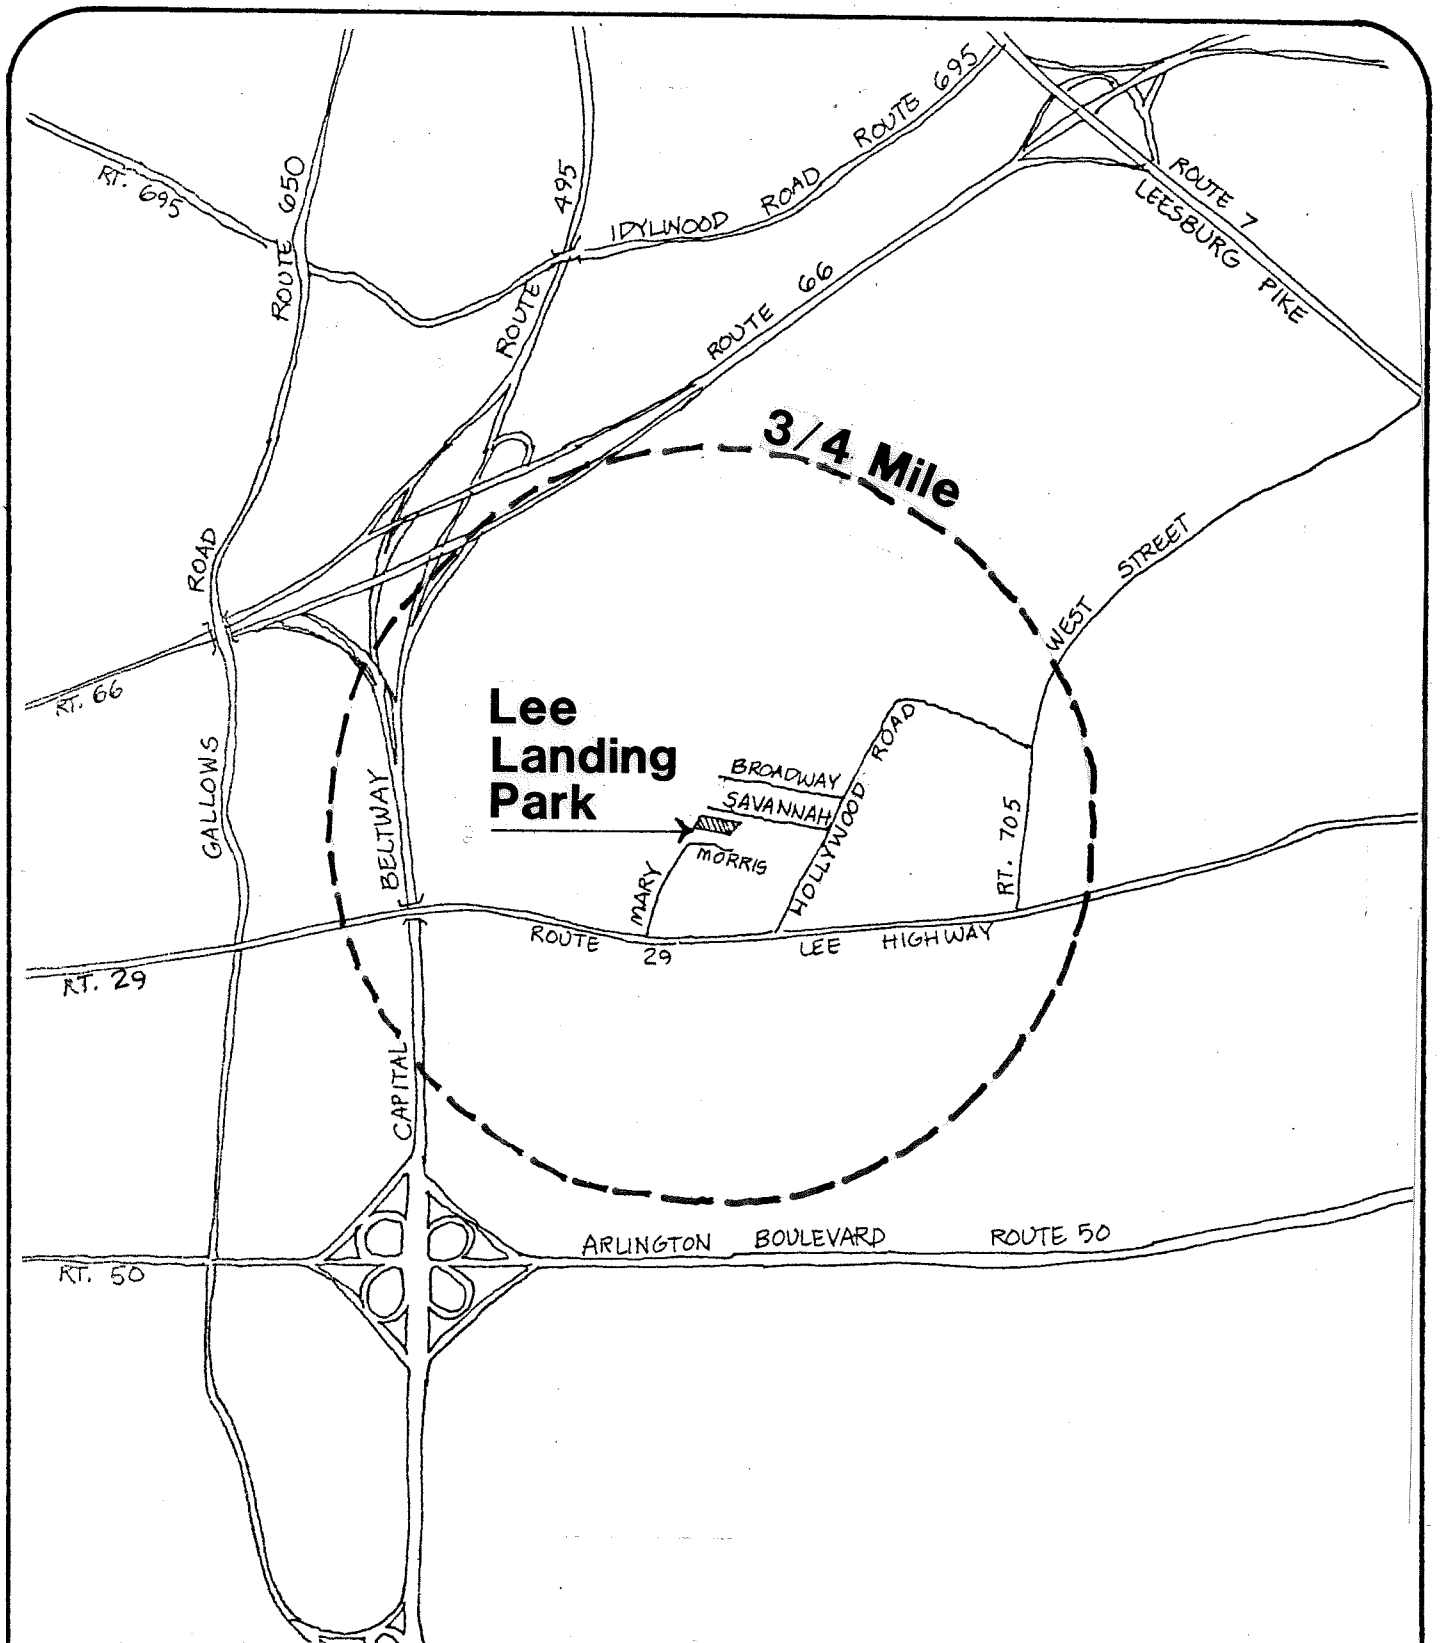 ROUTE 695
RT. 695
ROUTE 650
495
ROUTE
IDYLWOOD ROAD
ROUTE 7
LEESBURG PIKE
ROUTE 66
3/4 Mile
ROAD
STREET
WEST
RT. 66
Lee
Landing
Park
GALLOWS
BELTWAY
BROADWAY
SAVANNAH
MORRIS
MARY
HOLLYWOOD ROAD
RT. 705
ROUTE 29
LEE HIGHWAY
RT. 29
CAPITAL
ARLINGTON BOULEVARD ROUTE 50
RT. 50